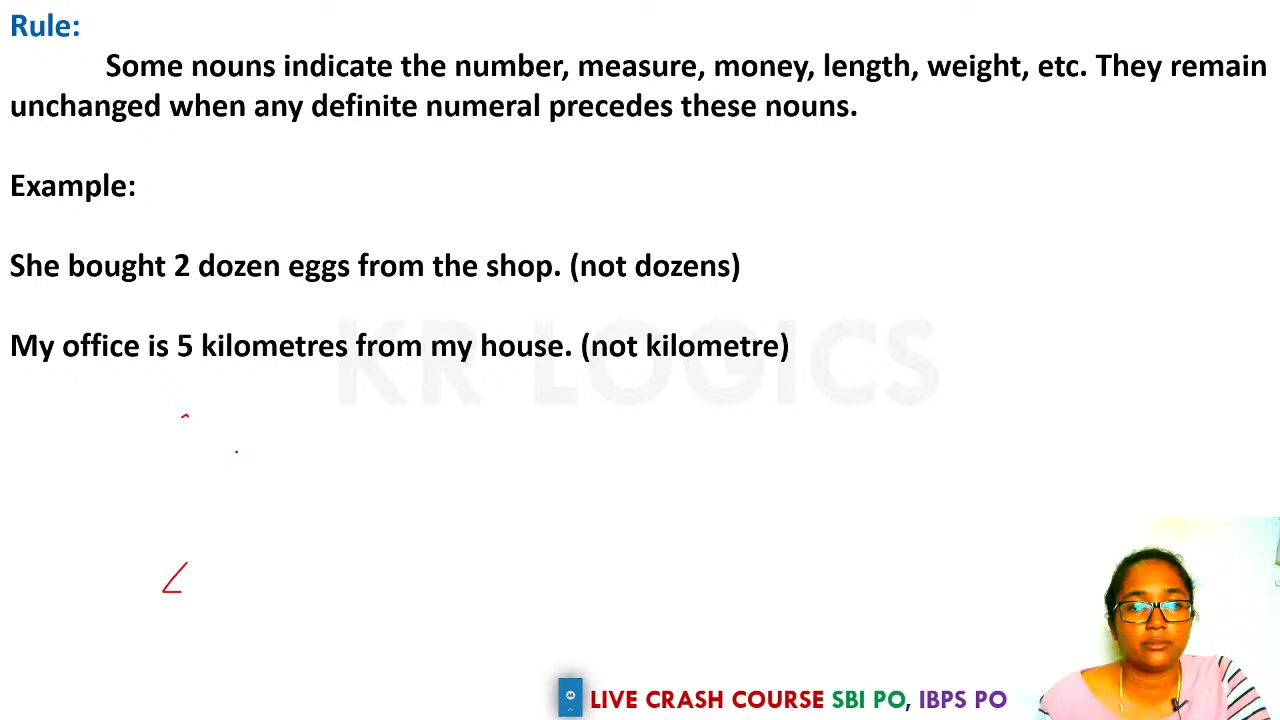 Rule:
Some nouns indicate the number, measure, money, length, weight, etc. They remain
unchanged when any definite numeral precedes these nouns.
Example:
She bought 2 dozen eggs from the shop. (not dozens)
My office is 5 kilometres from my house. (not kilometre)
KR LOGICS
LIVE CRASH COURSE SBI PO, IBPS PO